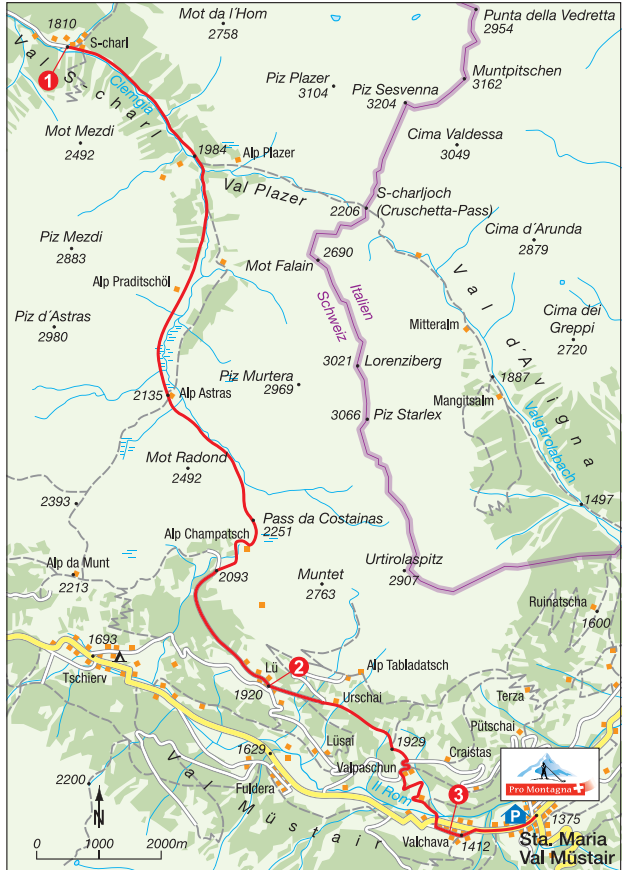 Mot da l'Hom
2758
Punta della Vedretta
2954
1810
S-charl
1
Val S-charl
Clemgia
Piz Plazer
3104
Muntpitschen
3162
Piz Sesvenna
3204
Mot Mezdi
2492
Cima Valdessa
3049
1984
Alp Plazer
Val Plazer
S-charljoch
2206
(Cruschetta-Pass)
Cima d'Arunda
2879
Piz Mezdi
2883
2690
Mot Falain
Val d'Avigna
Alp Praditschöl
Italien
Schweiz
Piz d'Astras
2980
Mitteralm
Cima dei
Greppi
2720
3021
Lorenziberg
2135
Alp Astras
Piz Murtera
2969
1887
Mangitsalm
3066
Piz Starlex
Valgarolabach
Mot Radond
2492
2393
1497
Pass da Costainas
2251
Alp Champatsch
2093
Alp da Munt
2213
Muntet
2763
Urtirolaspitz
2907
Ruinatscha
1600
1693
Tschierv
Lü
2
1920
Alp Tabladatsch
Urschai
Terza
Pütschai
Lüsai
1929
Craistas
1629
Valpaschun
Fuldera
Val Müstair
Il Rom
2200
N
Pro Montagna
3
P
1375
Valchava
1412
Sta. Maria
Val Müstair
0
1000
2000m